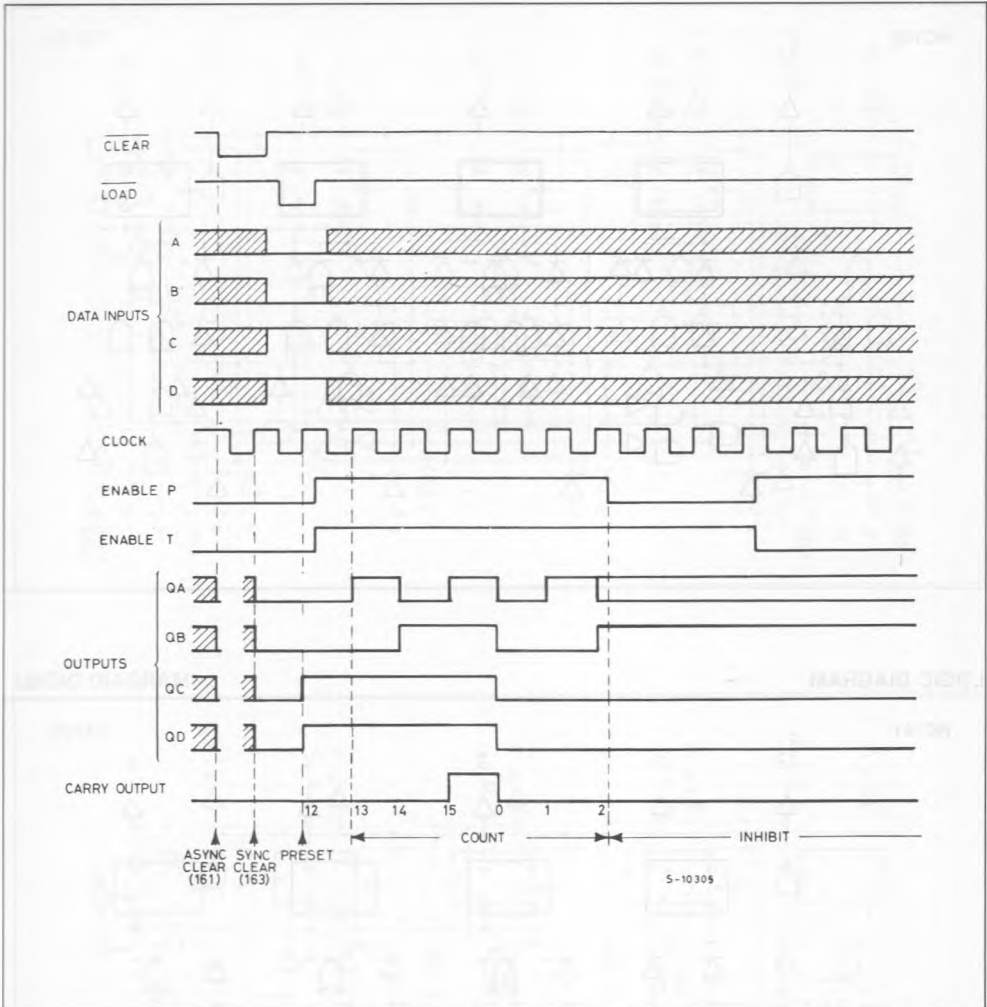 CLEAR
LOAD
A
B
DATA INPUTS
C
D
CLOCK
ENABLE P
ENABLE T
QA
QB
OUTPUTS
QC
QD
CARRY OUTPUT
12 13 14 15 0 1 2
COUNT INHIBIT
ASYNC CLEAR (161)
SYNC CLEAR (163)
PRESET
S-10305